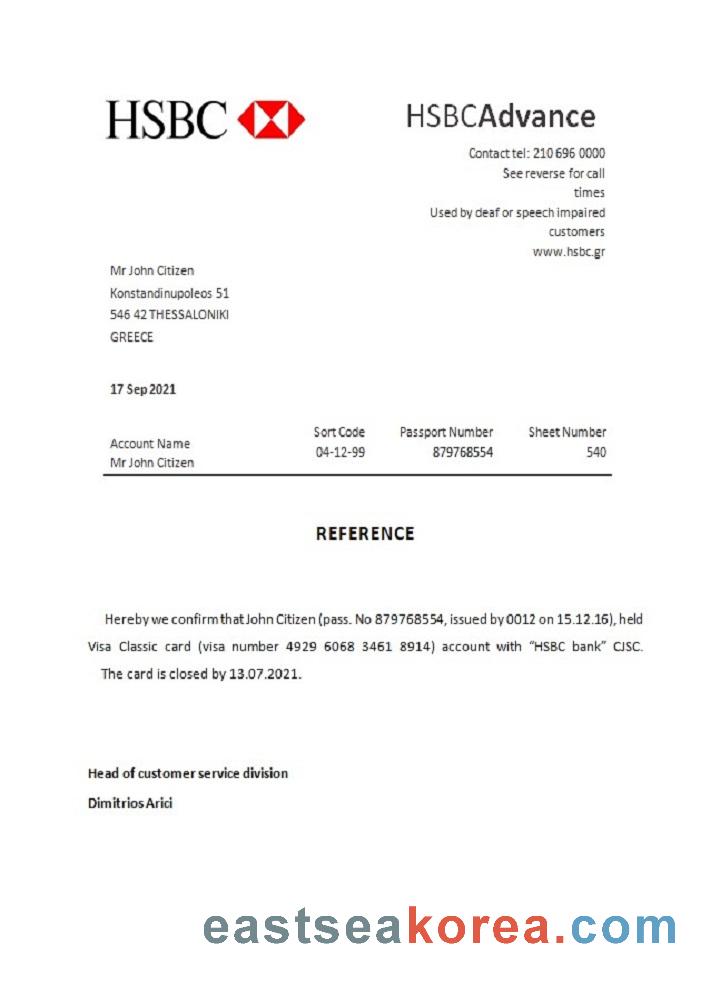 HSBC
HSBCAdvance
Contact tel: 210 696 0000
See reverse for call
times
Used by deaf or speech impaired
customers
www.hsbc.gr
Mr John Citizen
Konstandinupoleos 51
546 42 THESSALONIKI
GREECE
17 Sep 2021
Sort Code Passport Number Sheet Number
Account Name 04-12-99 879768554 540
Mr John Citizen
REFERENCE
Hereby we confirm that John Citizen (pass. No 879768554, issued by 0012 on 15.12.16), held
Visa Classic card (visa number 4929 6068 3461 8914) account with “HSBC bank” CJSC.
The card is closed by 13.07.2021.
Head of customer service division
Dimitrios Arici
eastseakorea.com